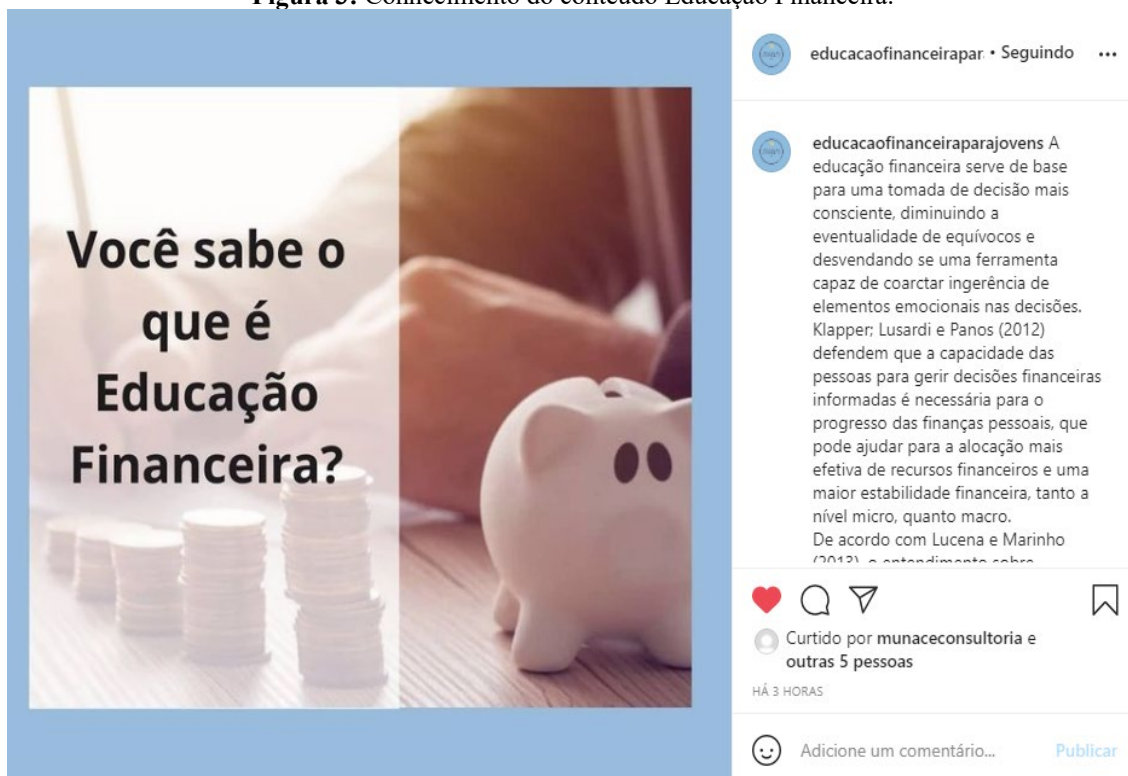 Conhecimento do conteúdo Educação Financeira.
Você sabe o
que é
Educação
Financeira?
educacaofinanceirapar • Seguindo
educacaofinanceiraparajovens A
educação financeira serve de base
para uma tomada de decisão mais
consciente, diminuindo a
eventualidade de equívocos e
desvendando se uma ferramenta
capaz de coarctar ingerência de
elementos emocionais nas decisões.
Klapper; Lusardi e Panos (2012)
defendem que a capacidade das
pessoas para gerir decisões financeiras
informadas é necessária para o
progresso das finanças pessoais, que
pode ajudar para a alocação mais
efetiva de recursos financeiros e uma
maior estabilidade financeira, tanto a
nível micro, quanto macro.
De acordo com Lucena e Marinho
(2013), o entendimento sobre
Curtido por munaceconsultoria e
outras 5 pessoas
HÁ 3 HORAS
Adicione um comentário...
Publicar